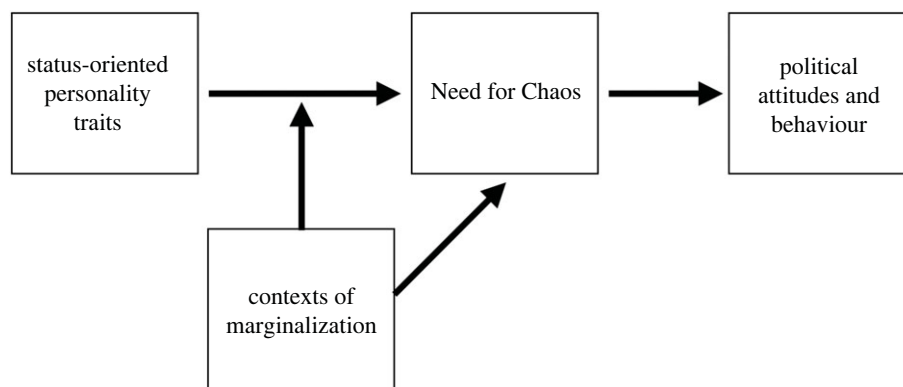 status-oriented
personality
traits
Need for Chaos
political
attitudes and
behaviour
contexts of
marginalization